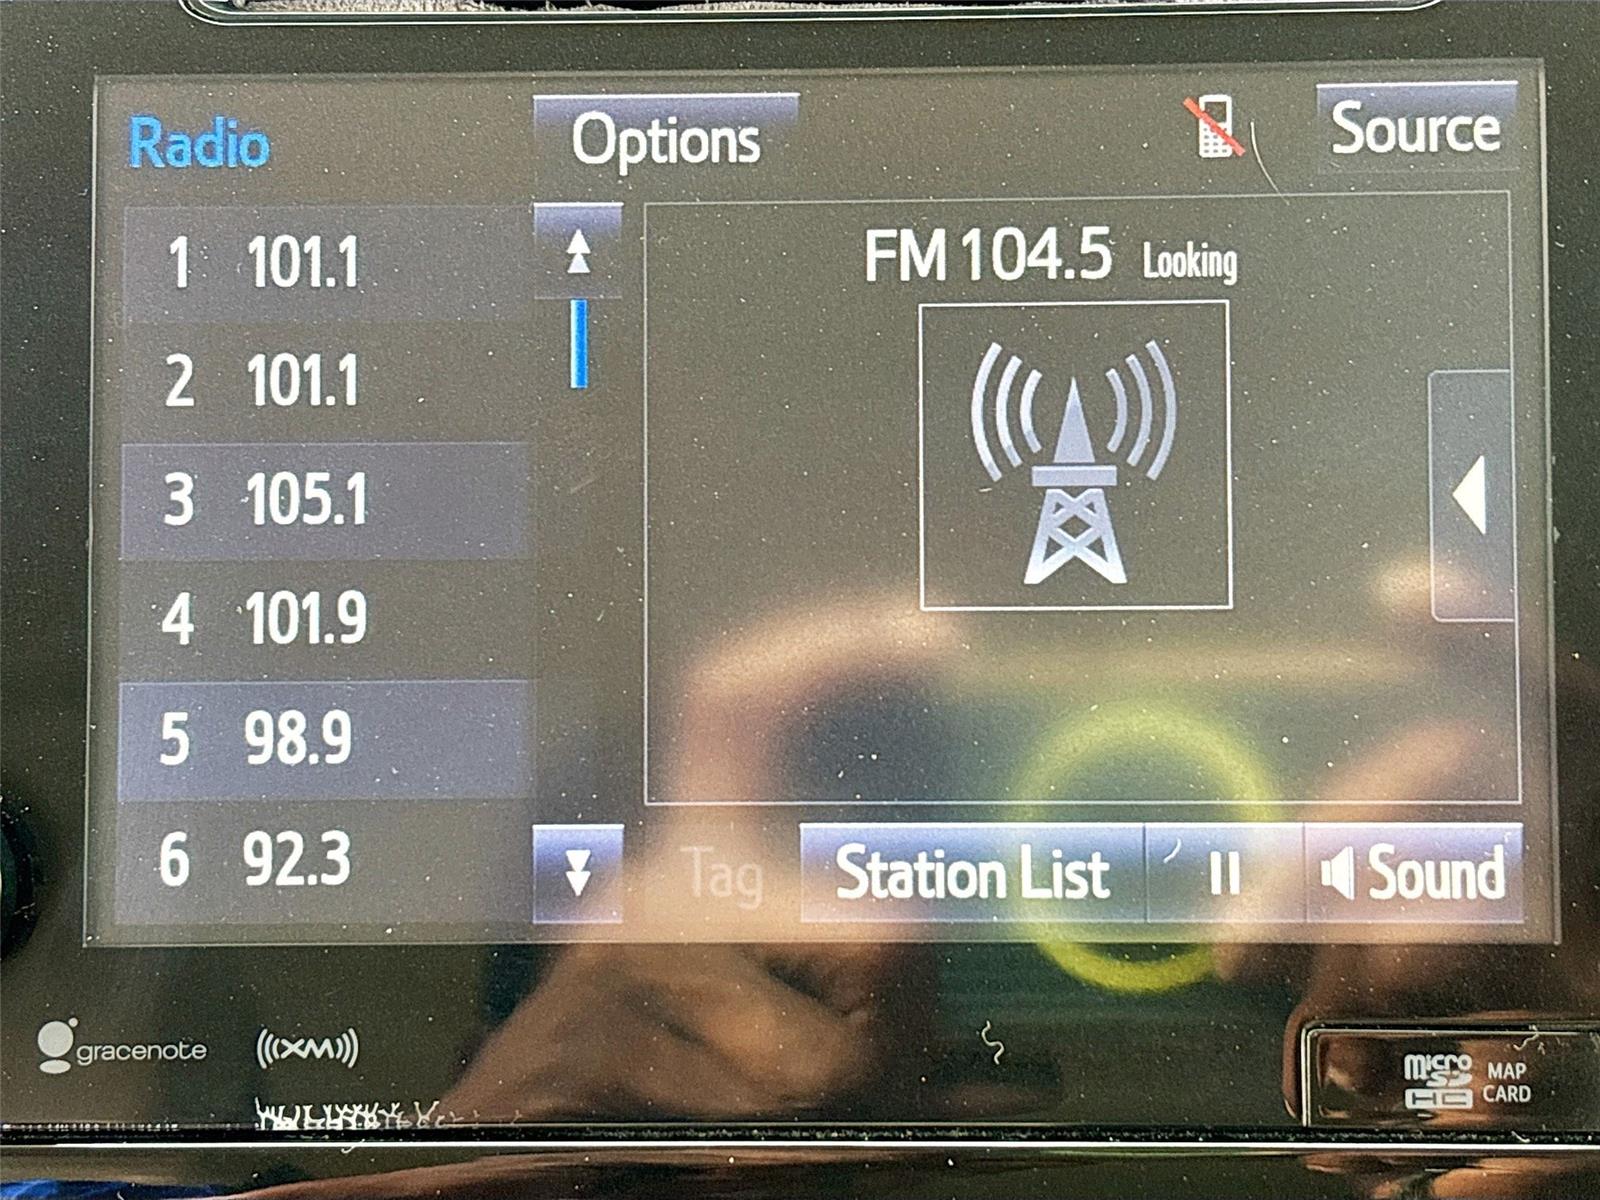 Radio
Options
Source
1 101.1
2 101.1
3 105.1
4 101.9
5 98.9
6 92.3
FM 104.5 Looking
Tag
Station List
Sound
gracenote
((XM))
micro SD HC
MAP CARD